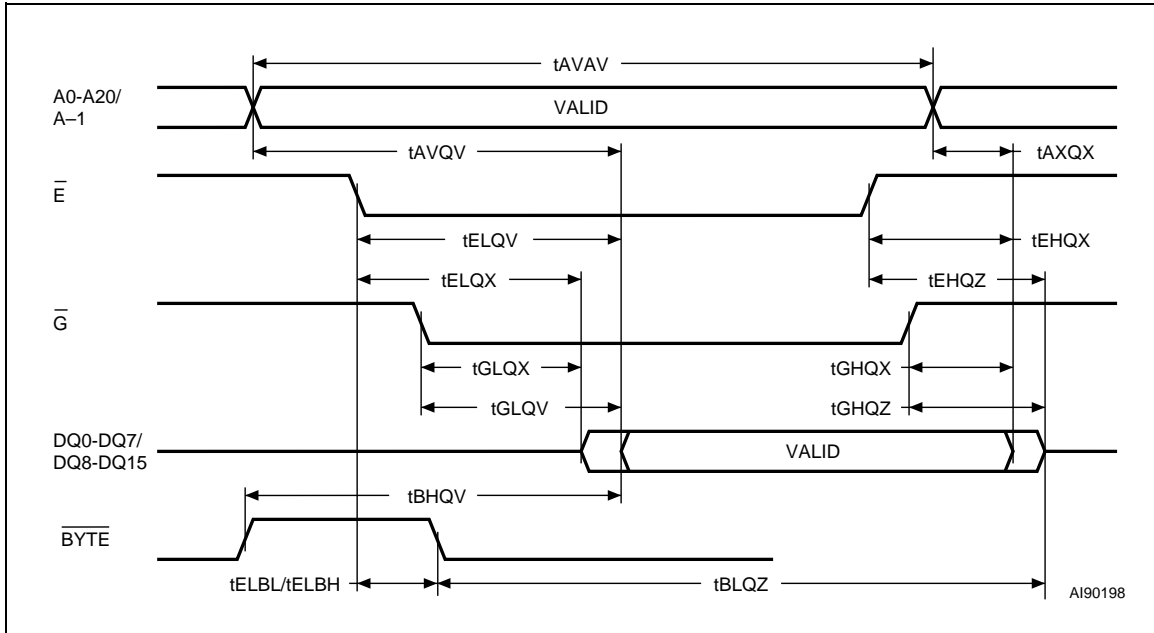 tAVAV
A0-A20/
A–1
VALID
tAVQV
tAXQX
E
tELQV
tEHQX
tELQX
tEHQZ
G
tGLQX
tGHQX
tGLQV
tGHQZ
DQ0-DQ7/
DQ8-DQ15
VALID
tBHQV
BYTE
tELBL/tELBH
tBLQZ
AI90198